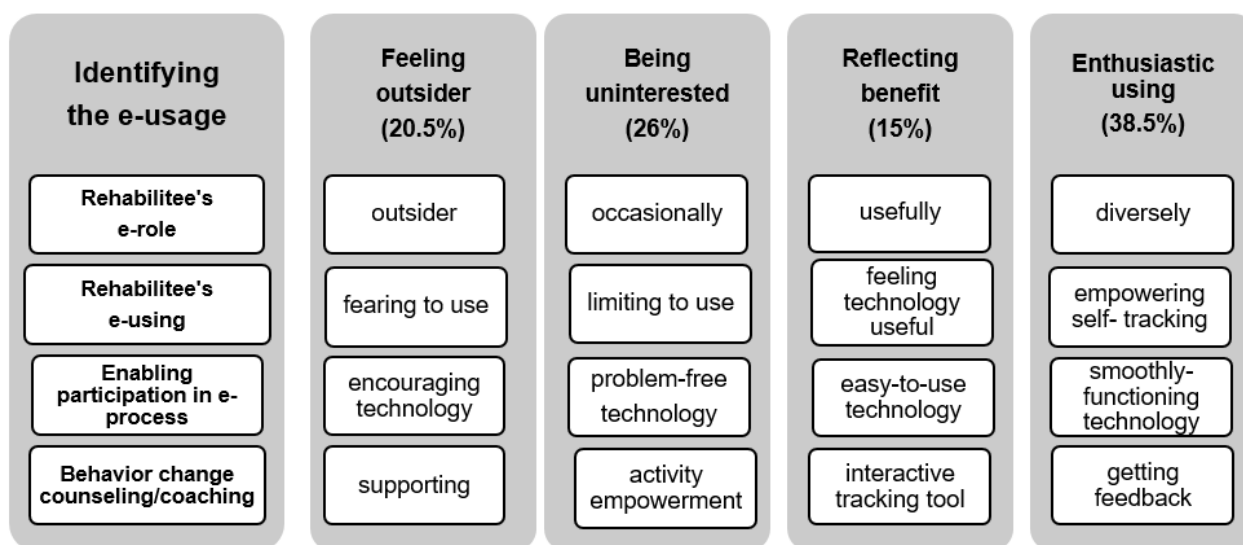 Identifying
the e-usage
Rehabilitee's
e-role
Rehabilitee's
e-using
Enabling
participation in e-
process
Behavior change
counseling/coaching
Feeling
outsider
(20.5%)
outsider
fearing to use
encouraging
technology
supporting
Being
uninterested
(26%)
occasionally
limiting to use
problem-free
technology
activity
empowerment
Reflecting
benefit
(15%)
usefully
feeling
technology
useful
easy-to-use
technology
interactive
tracking tool
Enthusiastic
using
(38.5%)
diversely
empowering
self- tracking
smoothly-
functioning
technology
getting
feedback